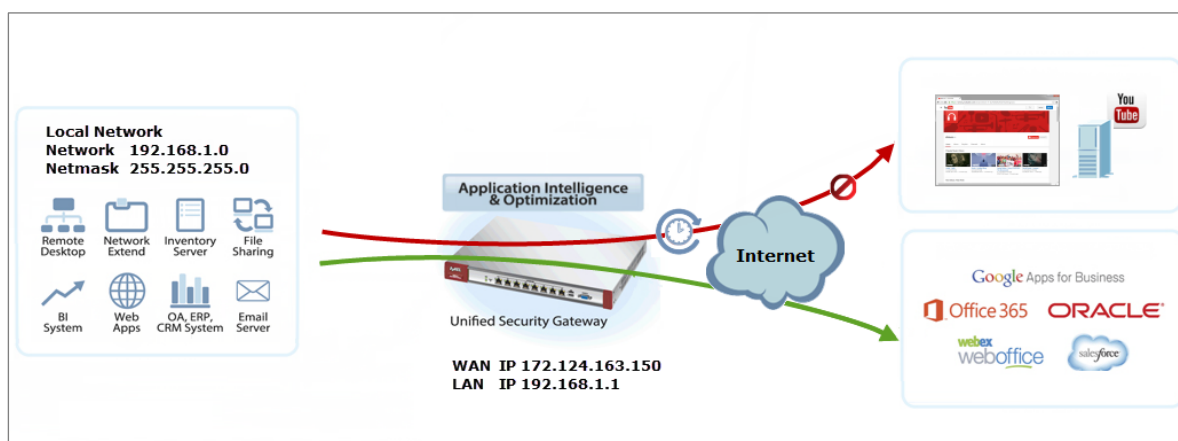 Local Network
Network 192.168.1.0
Netmask 255.255.255.0
Remote
Desktop
Network
Extend
Inventory
Server
File
Sharing
BI
System
Web
Apps
OA, ERP,
CRM System
Email
Server
Application Intelligence
& Optimization
ZyXEL
Unified Security Gateway
WAN IP 172.124.163.150
LAN IP 192.168.1.1
Internet
You
Tube
Google Apps for Business
Office 365
ORACLE
webex
weboffice
salesforce